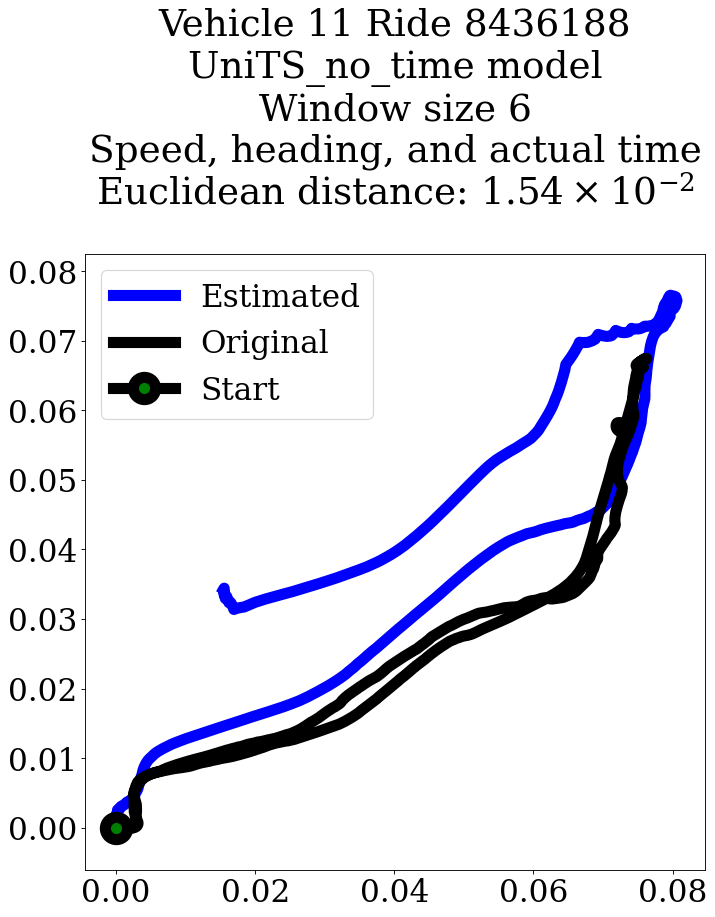 Vehicle 11 Ride 8436188
UniTS_no_time model
Window size 6
Speed, heading, and actual time
Euclidean distance: 1.54 × 10⁻²
Estimated
Original
Start
0.08
0.07
0.06
0.05
0.04
0.03
0.02
0.01
0.00
0.00 0.02 0.04 0.06 0.08